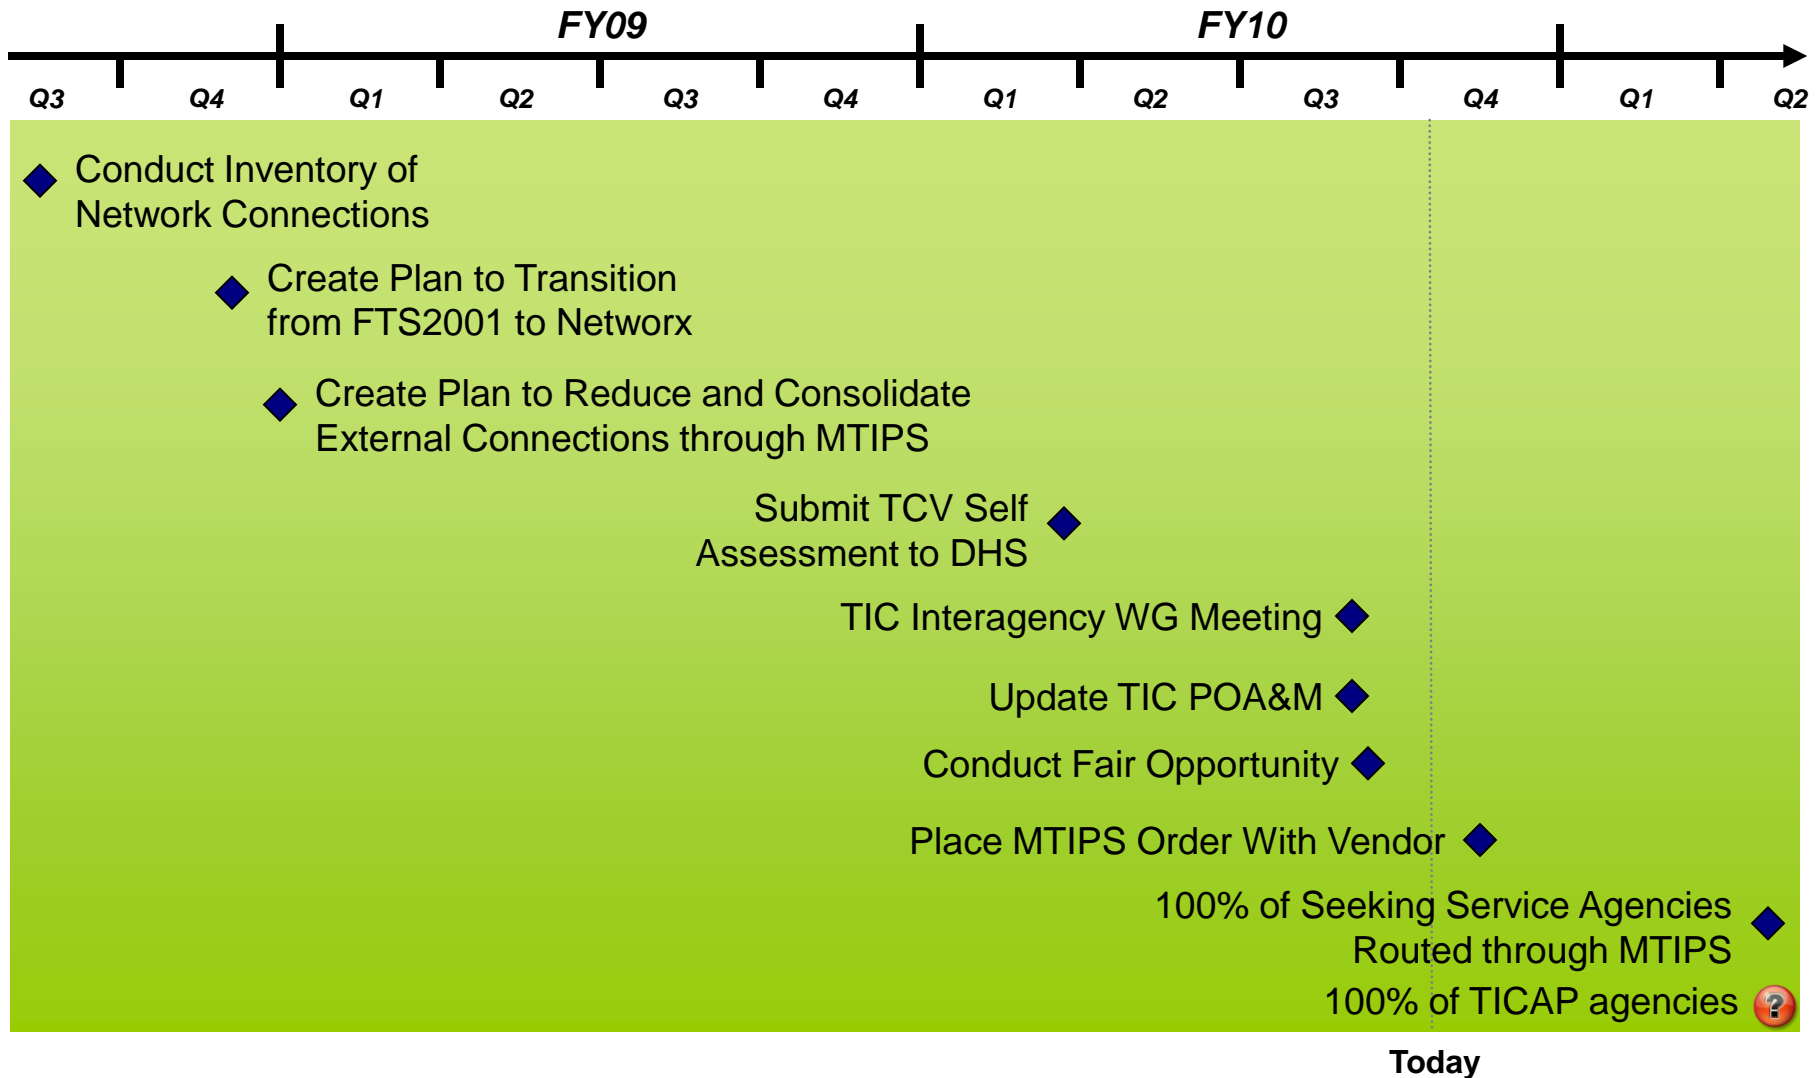 FY09 FY10
Q3 Q4 Q1 Q2 Q3 Q4 Q1 Q2 Q3 Q4 Q1 Q2
Conduct Inventory of
Network Connections
Create Plan to Transition
from FTS2001 to Networx
Create Plan to Reduce and Consolidate
External Connections through MTIPS
Submit TCV Self
Assessment to DHS
TIC Interagency WG Meeting
Update TIC POA&M
Conduct Fair Opportunity
Place MTIPS Order With Vendor
100% of Seeking Service Agencies
Routed through MTIPS
100% of TICAP agencies ?
Today